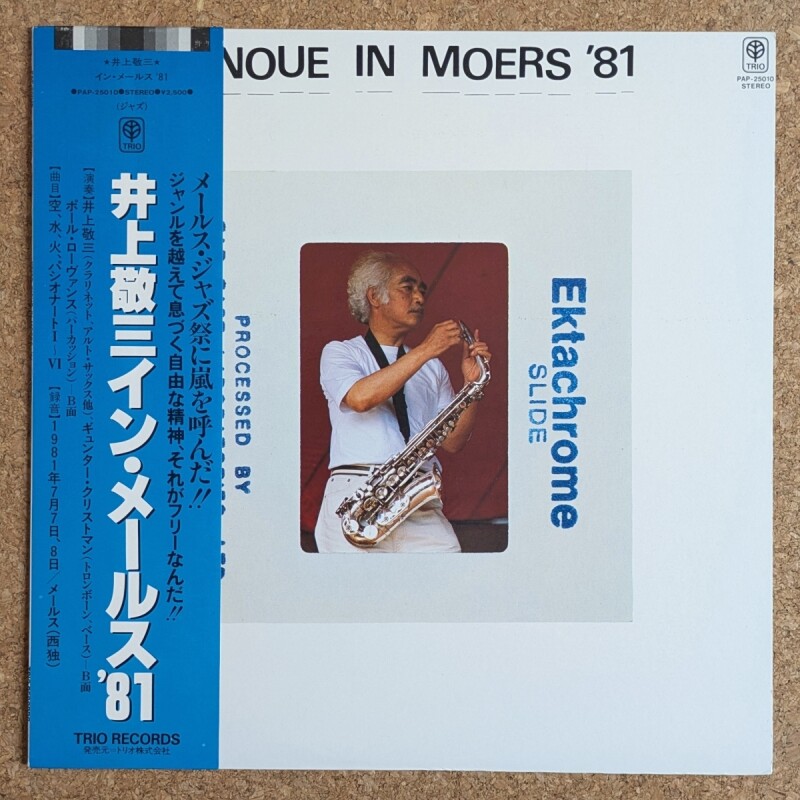 ★井上敬三★
イン・メールス '81
●PAP-25010●STEREO●¥2,500●
(ジャズ)
TRIO
メールス・ジャズ祭に嵐を呼んだ!!
ジャンルを越えて息づく自由な精神、それがフリーなんだ!!
井上敬三イン・メールス'81
【演奏】井上敬三(クラリネット、アルト・サックス他)、ギュンター・クリストマン(トロンボーン、ベース)—B面
ポール・ローヴァンス(パーカッション)—B面
【曲目】空、水、火、パシオナートI—VI 【録音】1981年7月7日、8日/メールス(西独)
TRIO RECORDS
発売元=トリオ株式会社
NOUE IN MOERS '81
TRIO
PAP-25010
STEREO
Ektachrome
SLIDE
PROCESSED BY